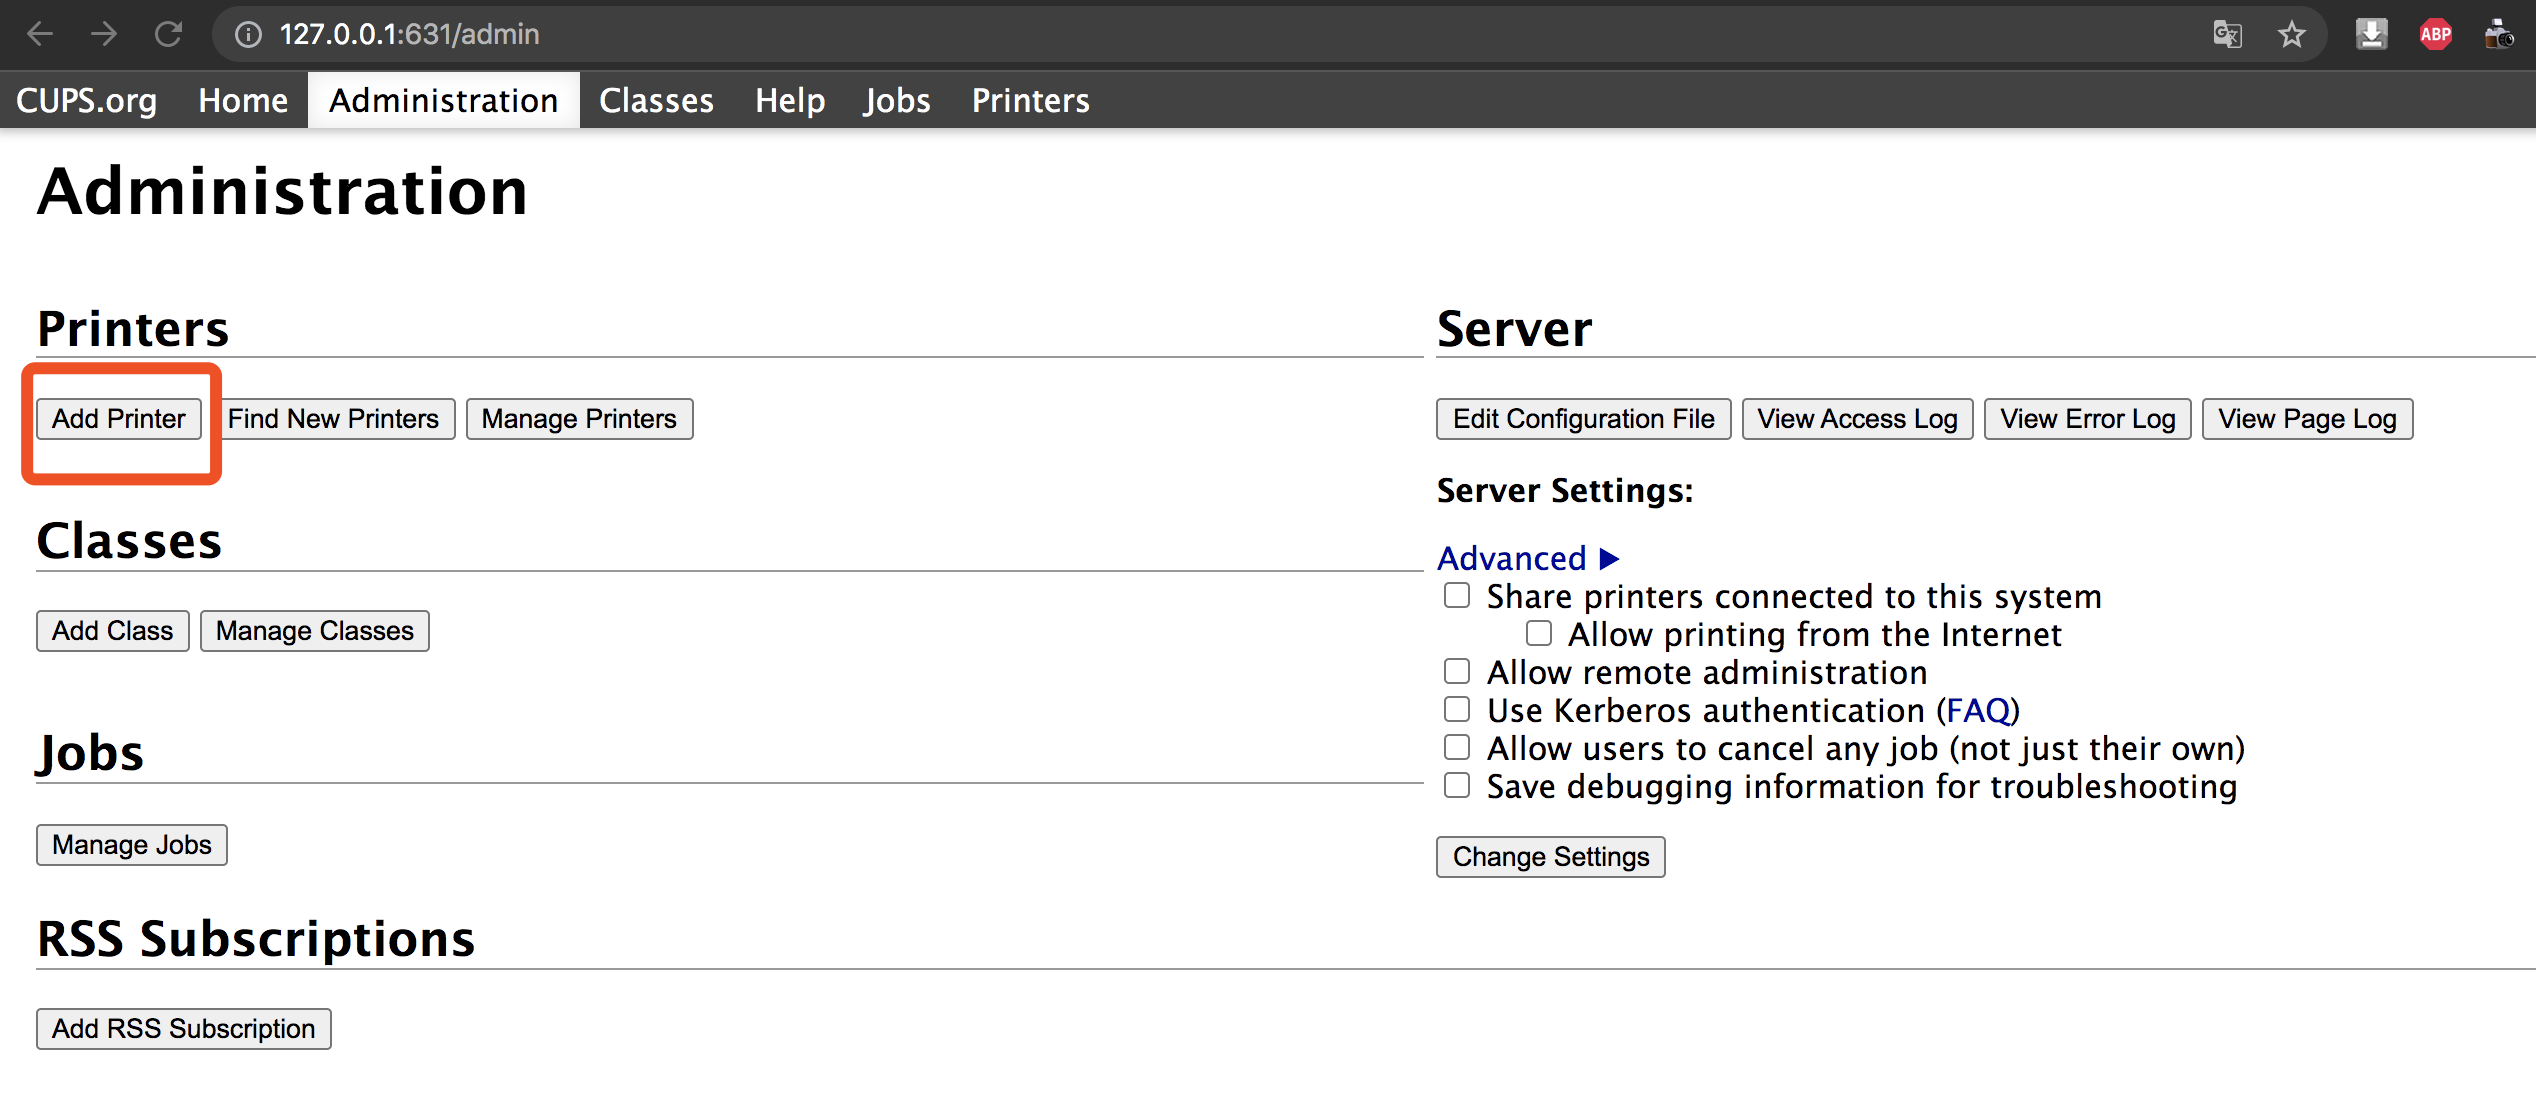 127.0.0.1:631/admin
ABP
CUPS.org Home Administration Classes Help Jobs Printers
Administration
Printers
Add Printer Find New Printers Manage Printers
Classes
Add Class Manage Classes
Jobs
Manage Jobs
Server
Edit Configuration File View Access Log View Error Log View Page Log
Server Settings:
Advanced ▶
Share printers connected to this system
Allow printing from the Internet
Allow remote administration
Use Kerberos authentication (FAQ)
Allow users to cancel any job (not just their own)
Save debugging information for troubleshooting
Change Settings
RSS Subscriptions
Add RSS Subscription